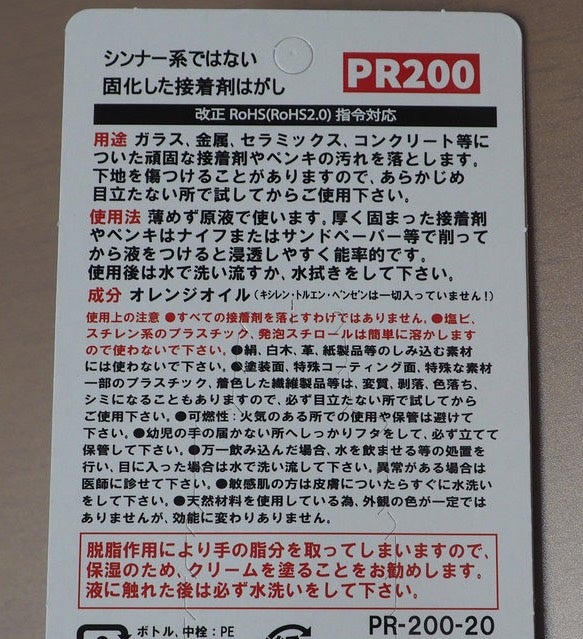 シンナー系ではない
固化した接着剤はがし
PR200
改正 RoHS(RoHS2.0) 指令対応
用途 ガラス、金属、セラミックス、コンクリート等に
ついた頑固な接着剤やペンキの汚れを落とします。
下地を傷つけることがありますので、あらかじめ
目立たない所で試してからご使用下さい。
使用法 薄めず原液で使います。厚く固まった接着剤
やペンキはナイフまたはサンドペーパー等で削って
から液をつけると浸透しやすく能率的です。
使用後は水で洗い流すか、水拭きをして下さい。
成分 オレンジオイル(キシレン・トルエン・ベンゼンは一切入っていません!)
使用上の注意 ●すべての接着剤を落とすわけではありません。●塩ビ、
スチレン系のプラスチック、発泡スチロールは簡単に溶かします
ので使わないで下さい。●絹、白木、革、紙製品等のしみ込む素材
には使わないで下さい。●塗装面、特殊コーティング面、特殊な素材
一部のプラスチック、着色した繊維製品等は、変質、剥落、色落ち、
シミになることもありますので、必ず目立たない所で試してから
ご使用下さい。●可燃性：火気のある所での使用や保管は避けて
下さい。●幼児の手の届かない所へしっかりフタをして、必ず立てて
保管して下さい。●万一飲み込んだ場合、水を飲ませる等の処置を
行い、目に入った場合は水で洗い流して下さい。異常がある場合は
医師に診せて下さい。●敏感肌の方は皮膚についたらすぐに水洗い
をして下さい。●天然材料を使用している為、外観の色が一定では
ありませんが、効能に変わりありません。
脱脂作用により手の脂分を取ってしまいますので、
保湿のため、クリームを塗ることをお勧めします。
液に触れた後は必ず水洗いをして下さい。
ボトル、中栓：PE
PR-200-20